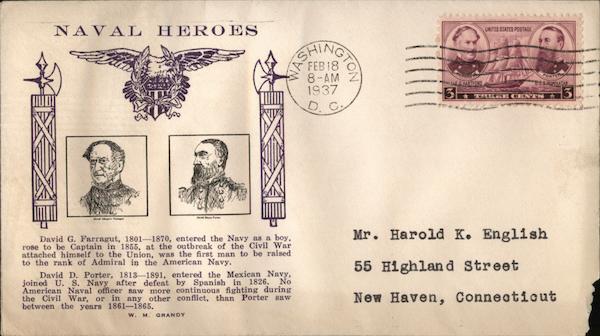 NAVAL HEROES
David G. Farragut, 1801—1870, entered the Navy as a boy,
rose to be Captain in 1855, at the outbreak of the Civil War
attached himself to the Union, was the first man to be raised
to the rank of Admiral in the American Navy.
David D. Porter, 1813—1891, entered the Mexican Navy,
joined U. S. Navy after defeat by Spanish in 1826. No
American Naval officer saw more continuous fighting during
the Civil War, or in any other conflict, than Porter saw
between the years 1861—1865.
W. M. GRANDY
WASHINGTON
FEB 18
8-AM
1937
D. C.
UNITED STATES POSTAGE
3 THREE CENTS 3
Mr. Harold K. English
55 Highland Street
New Haven, Connecticut